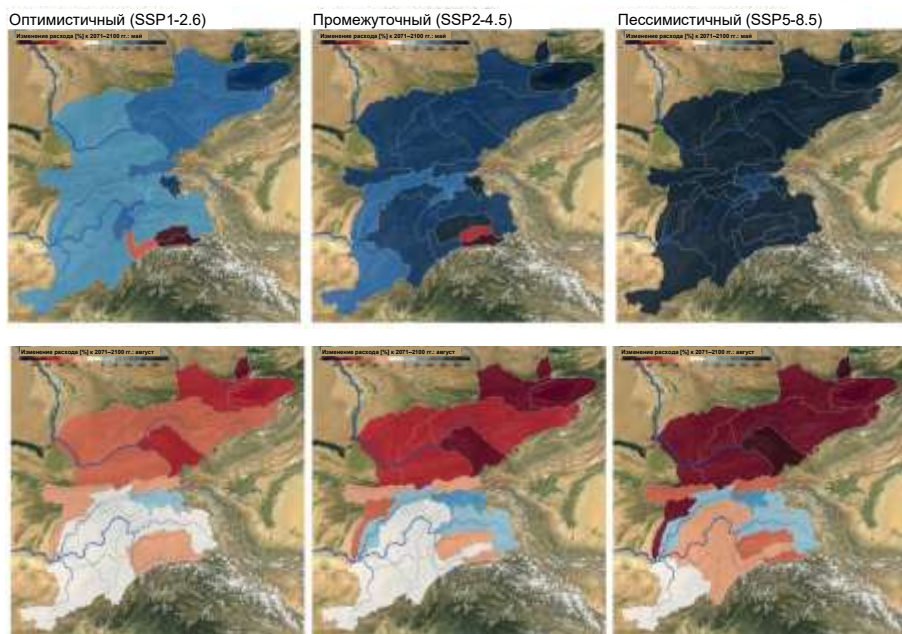 Оптимистичный (SSP1-2.6)
Промежуточный (SSP2-4.5)
Пессимистичный (SSP5-8.5)
Изменение расхода [%] к 2071–2100 гг.: май
Изменение расхода [%] к 2071–2100 гг.: май
Изменение расхода [%] к 2071–2100 гг.: май
Изменение расхода [%] к 2071–2100 гг.: август
Изменение расхода [%] к 2071–2100 гг.: август
Изменение расхода [%] к 2071–2100 гг.: август